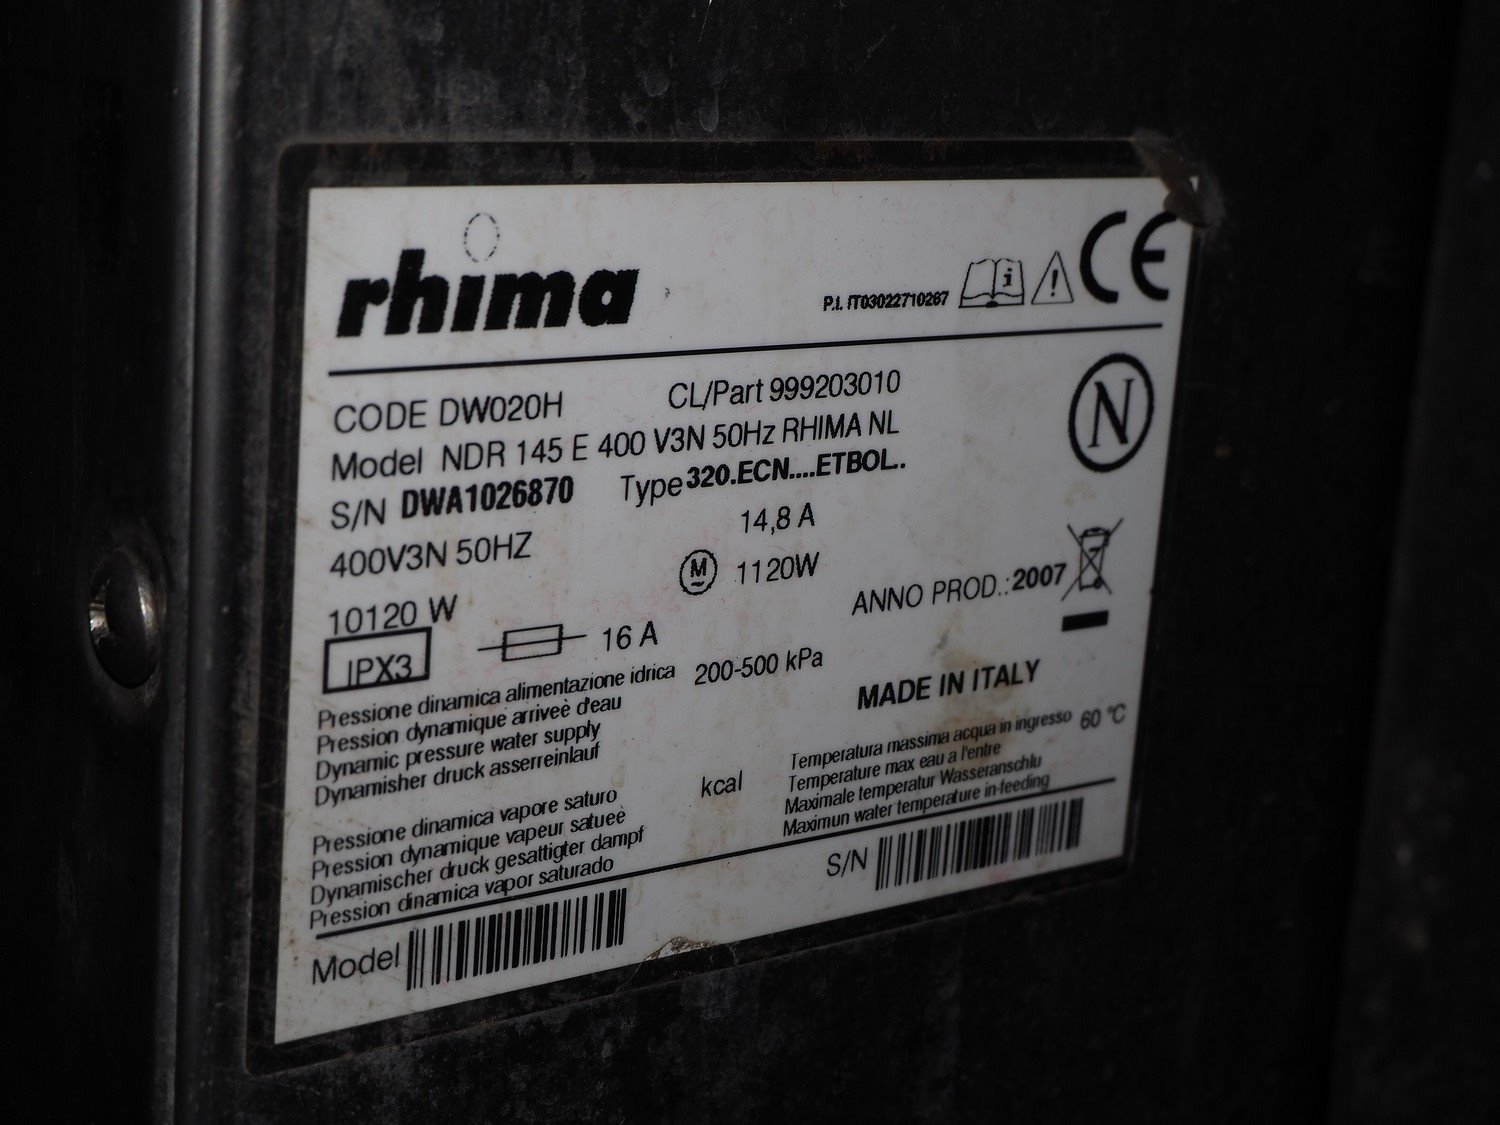 rhima
P.I. IT03022710287
CE
CODE DW020H CL/Part 999203010
Model NDR 145 E 400 V3N 50Hz RHIMA NL
N
S/N DWA1026870 Type 320.ECN....ETBOL..
400V3N 50HZ 14,8 A
10120 W M 1120W ANNO PROD.: 2007
IPX3 16 A
Pressione dinamica alimentazione idrica 200-500 kPa
Pression dynamique arriveè d'eau
Dynamic pressure water supply
Dynamisher druck asserreinlauf
MADE IN ITALY
Temperatura massima acqua in ingresso 60 °C
Temperature max eau a l'entre
Maximale temperatur Wasseranschlu
Maximun water temperature in-feeding
Pressione dinamica vapore saturo kcal
Pression dynamique vapeur satueè
Dynamischer druck gesattigter dampf
Pression dinamica vapor saturado
Model
S/N